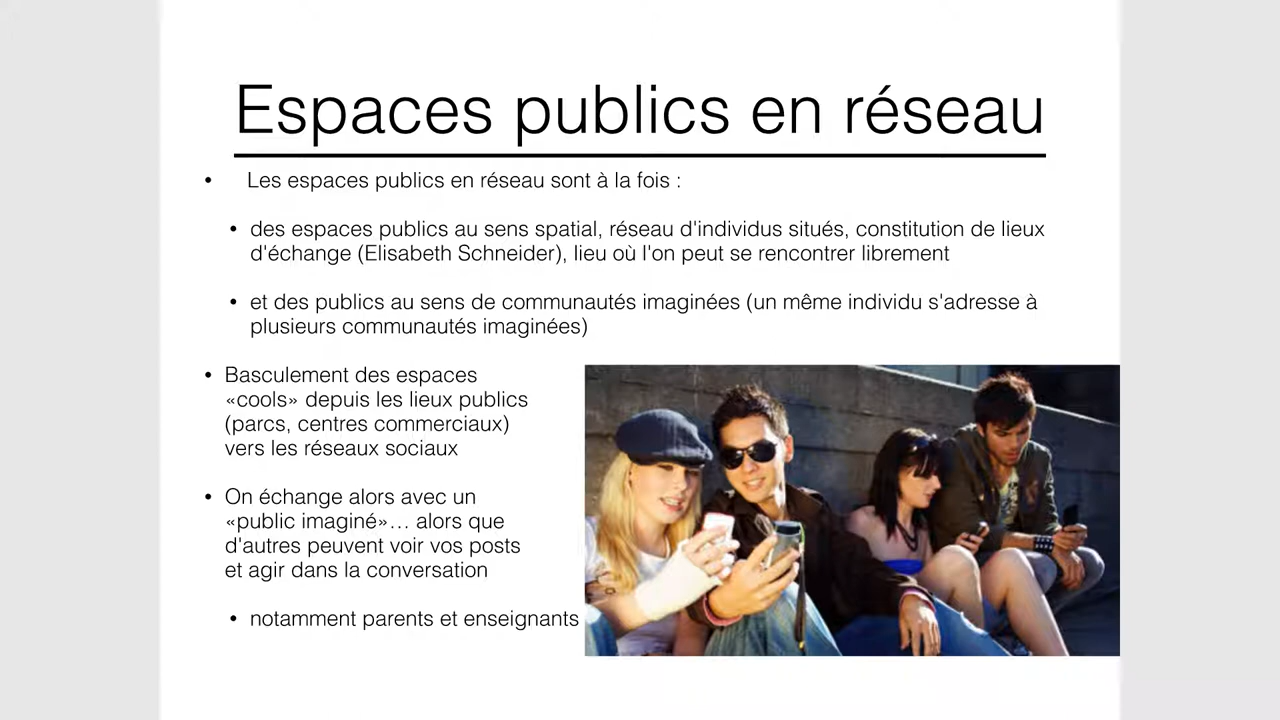 Espaces publics en réseau
• Les espaces publics en réseau sont à la fois :
• des espaces publics au sens spatial, réseau d'individus situés, constitution de lieux
d'échange (Elisabeth Schneider), lieu où l'on peut se rencontrer librement
• et des publics au sens de communautés imaginées (un même individu s'adresse à
plusieurs communautés imaginées)
• Basculement des espaces
«cools» depuis les lieux publics
(parcs, centres commerciaux)
vers les réseaux sociaux
• On échange alors avec un
«public imaginé»… alors que
d'autres peuvent voir vos posts
et agir dans la conversation
• notamment parents et enseignants